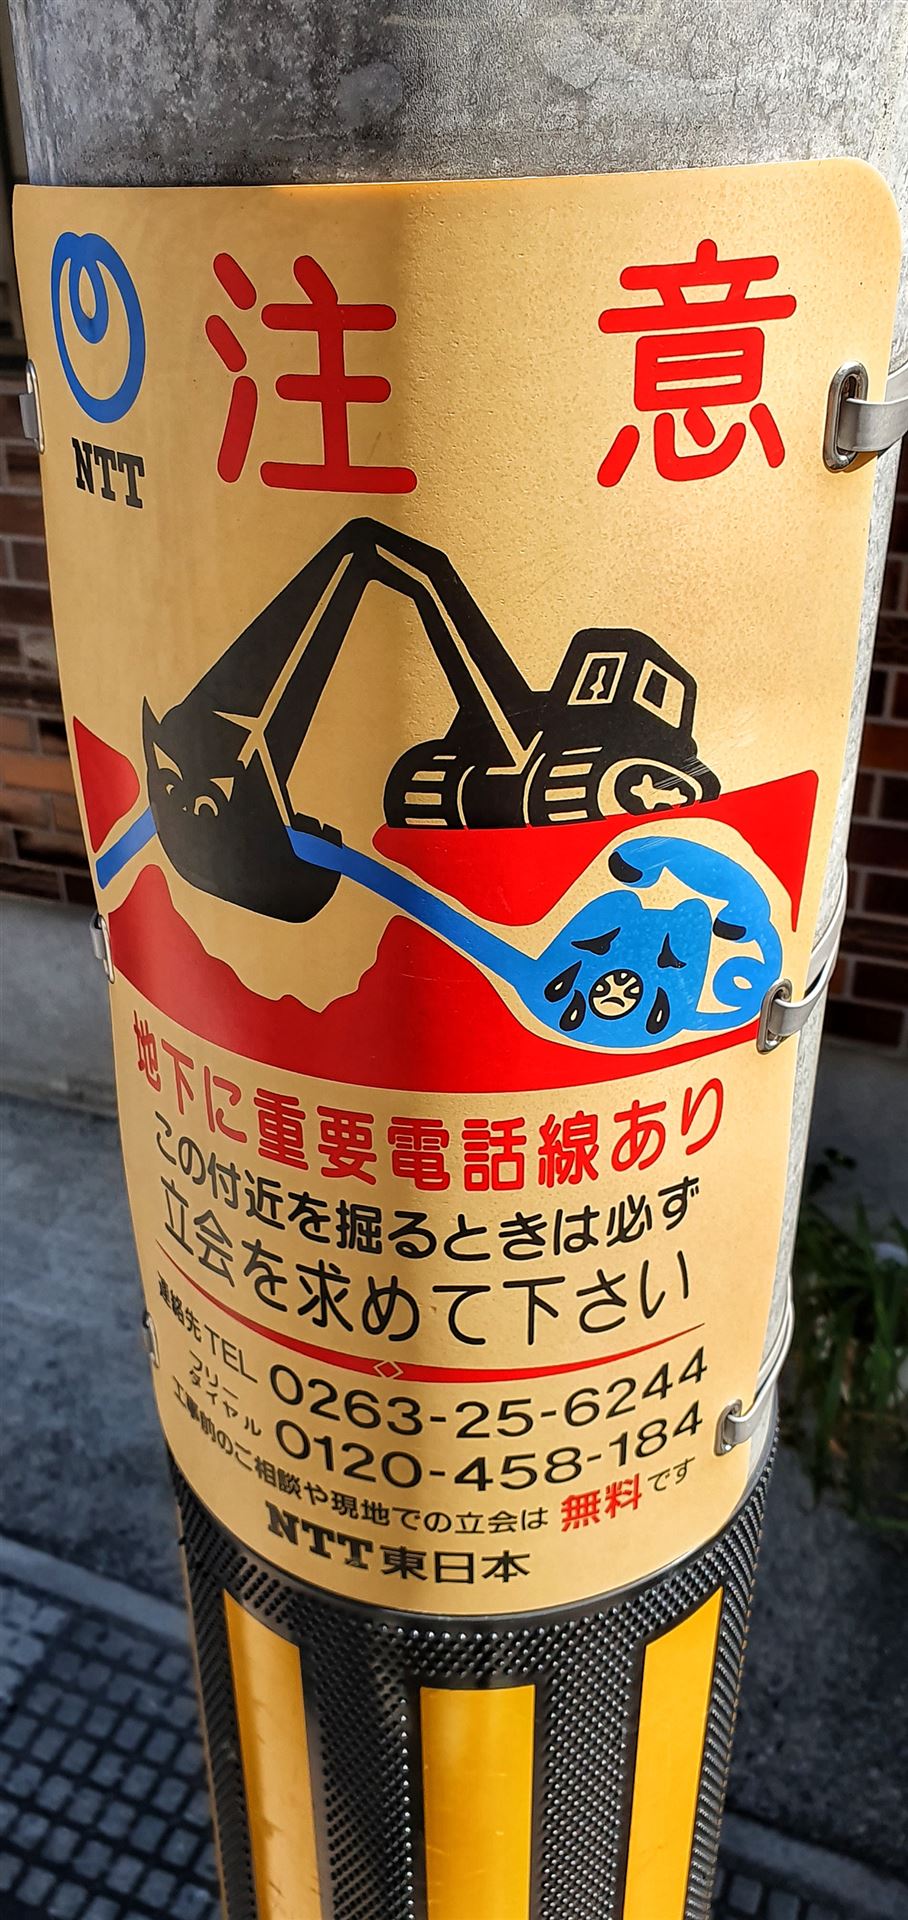 NTT
注意
地下に重要電話線あり
この付近を掘るときは必ず
立会を求めて下さい
連絡先 TEL 0263-25-6244
フリーダイヤル 0120-458-184
工事前のご相談や現地での立会は無料です
NTT東日本